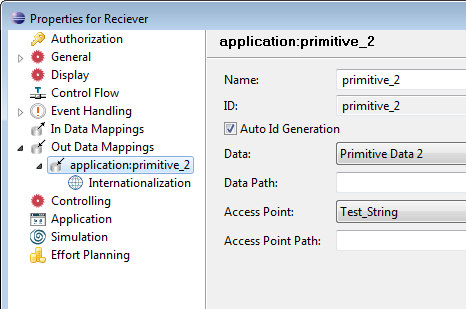 Properties for Reciever
Authorization
General
Display
Control Flow
Event Handling
In Data Mappings
Out Data Mappings
application:primitive_2
Internationalization
Controlling
Application
Simulation
Effort Planning
application:primitive_2
Name: primitive_2
ID: primitive_2
Auto Id Generation
Data: Primitive Data 2
Data Path:
Access Point: Test_String
Access Point Path: